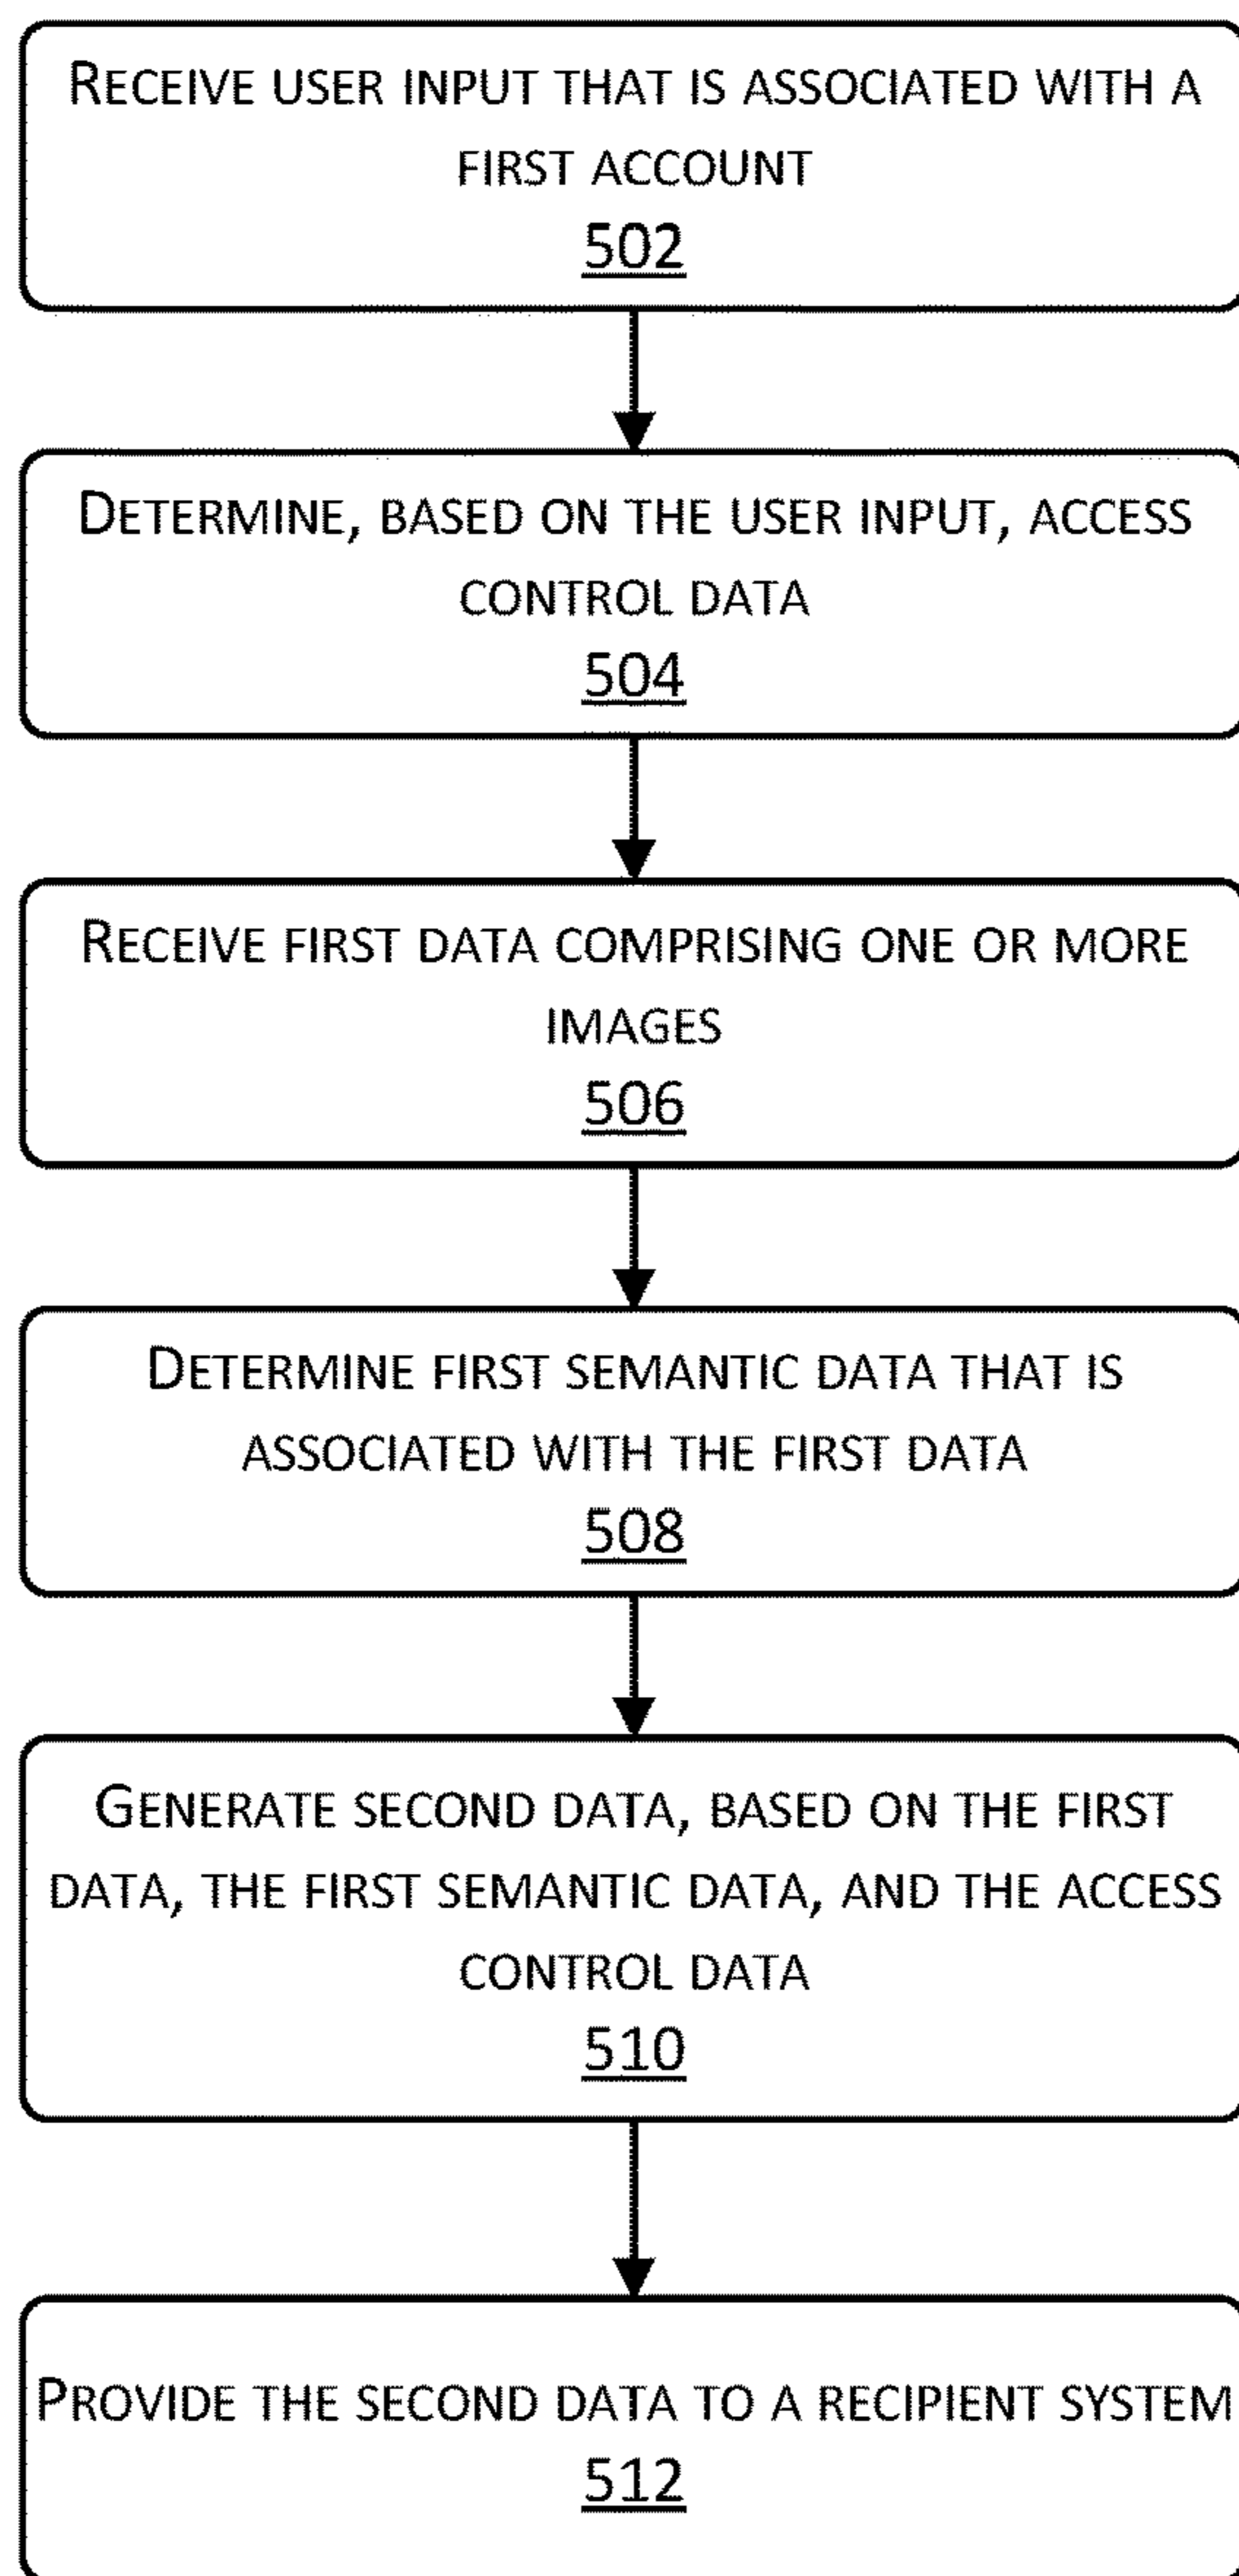 RECEIVE USER INPUT THAT IS ASSOCIATED WITH A
FIRST ACCOUNT
502
DETERMINE, BASED ON THE USER INPUT, ACCESS
CONTROL DATA
504
RECEIVE FIRST DATA COMPRISING ONE OR MORE
IMAGES
506
DETERMINE FIRST SEMANTIC DATA THAT IS
ASSOCIATED WITH THE FIRST DATA
508
GENERATE SECOND DATA, BASED ON THE FIRST
DATA, THE FIRST SEMANTIC DATA, AND THE ACCESS
CONTROL DATA
510
PROVIDE THE SECOND DATA TO A RECIPIENT SYSTEM
512